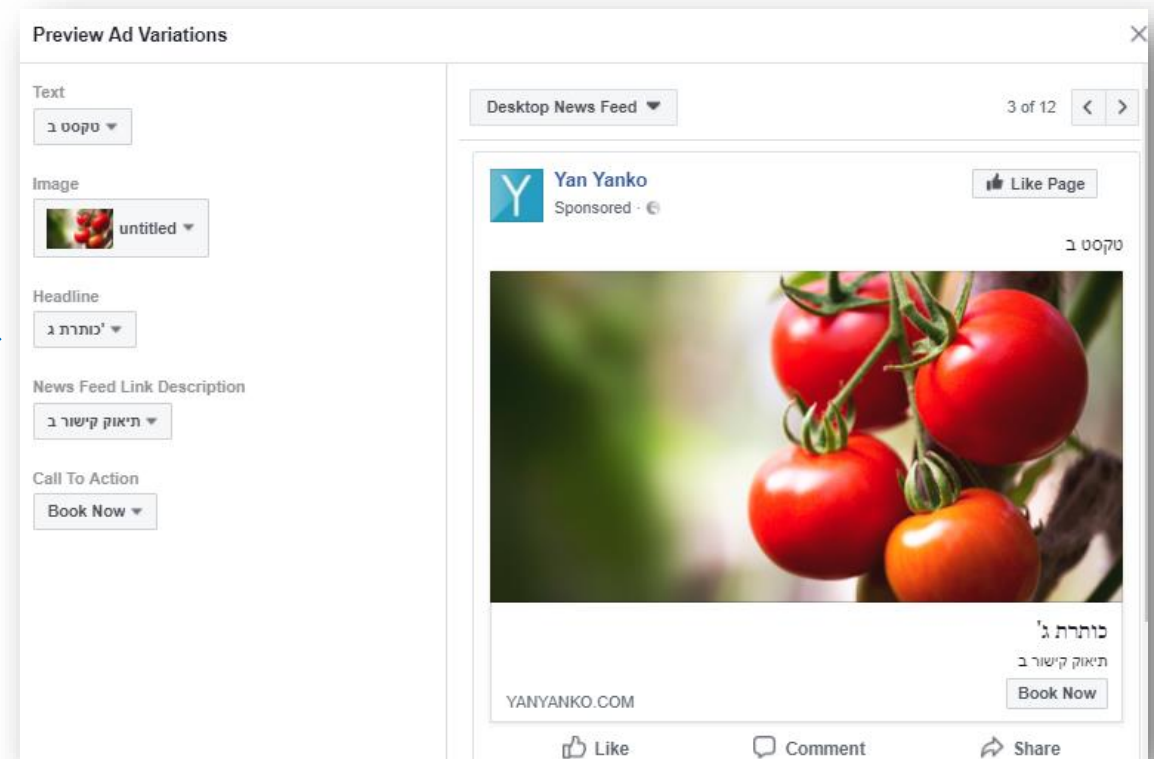 Preview Ad Variations
Text
טקסט ב
Image
untitled
Headline
כותרת ג'
News Feed Link Description
תיאוק קישור ב
Call To Action
Book Now
Desktop News Feed
3 of 12
Yan Yanko
Sponsored ·
Like Page
טקסט ב
כותרת ג'
תיאוק קישור ב
Book Now
YANYANKO.COM
Like Comment Share